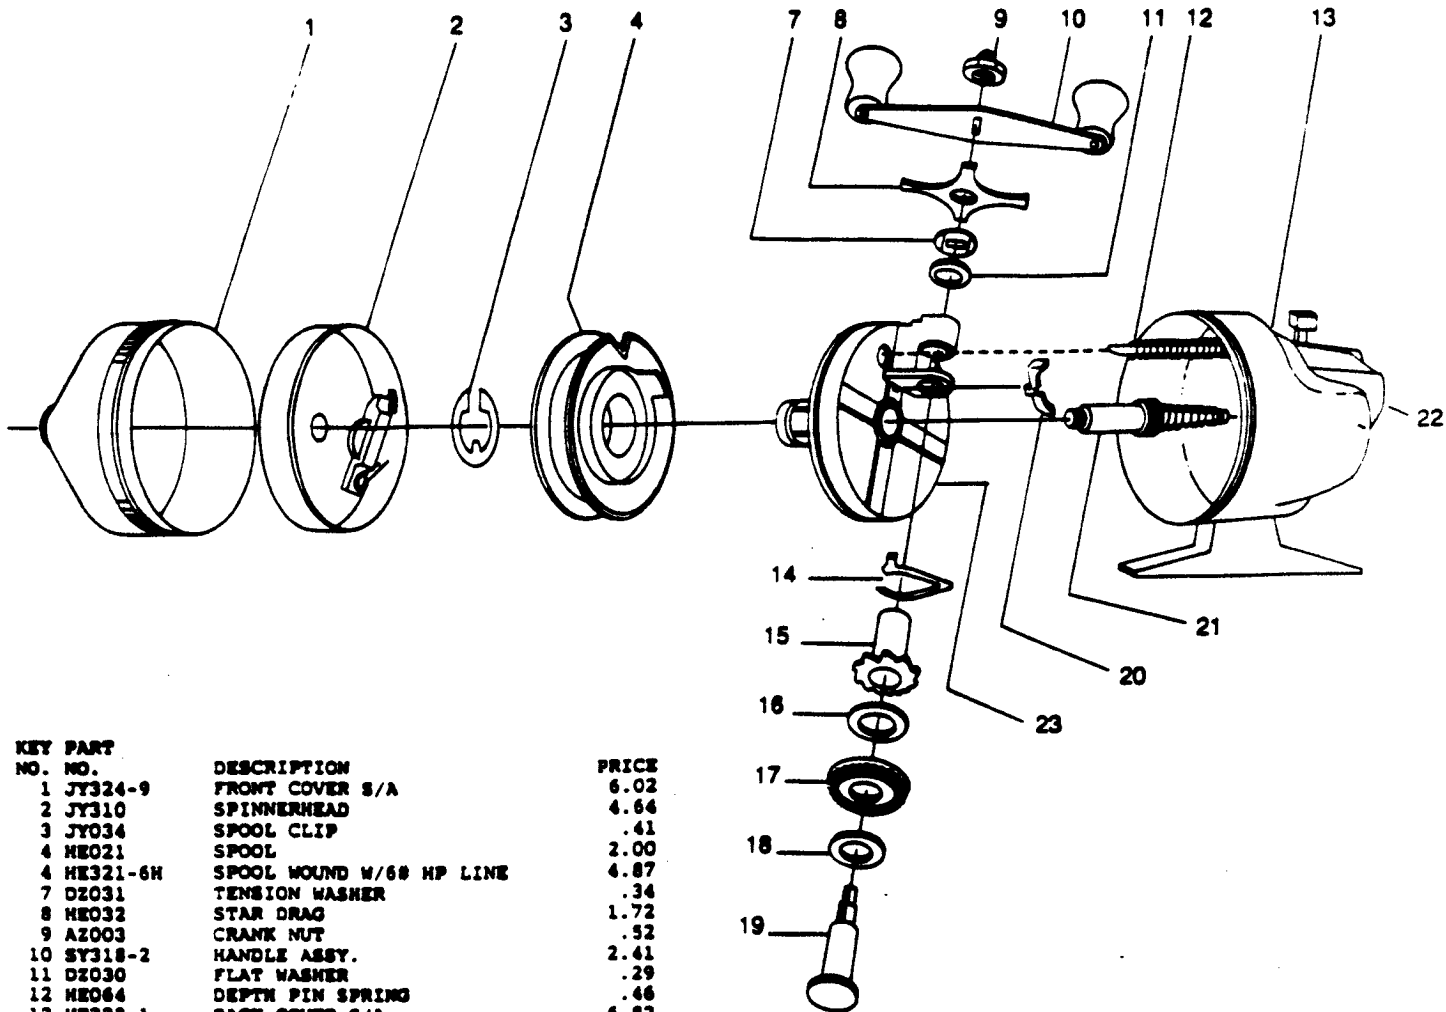 1 2 3 4 7 8 9 10 11 12 13
22
14
15
21
20
16
23
17
18
19
KEY PART
NO. NO. DESCRIPTION PRICE
1 JY324-9 FRONT COVER S/A 6.02
2 JY310 SPINNERHEAD 4.64
3 JY034 SPOOL CLIP .41
4 HE021 SPOOL 2.00
4 HE321-6H SPOOL WOUND W/6# HP LINE 4.87
7 DZ031 TENSION WASHER .34
8 HE032 STAR DRAG 1.72
9 AZ003 CRANK NUT .52
10 SY318-2 HANDLE ASSY. 2.41
11 DZ030 FLAT WASHER .29
12 HE064 DEPTH PIN SPRING .46